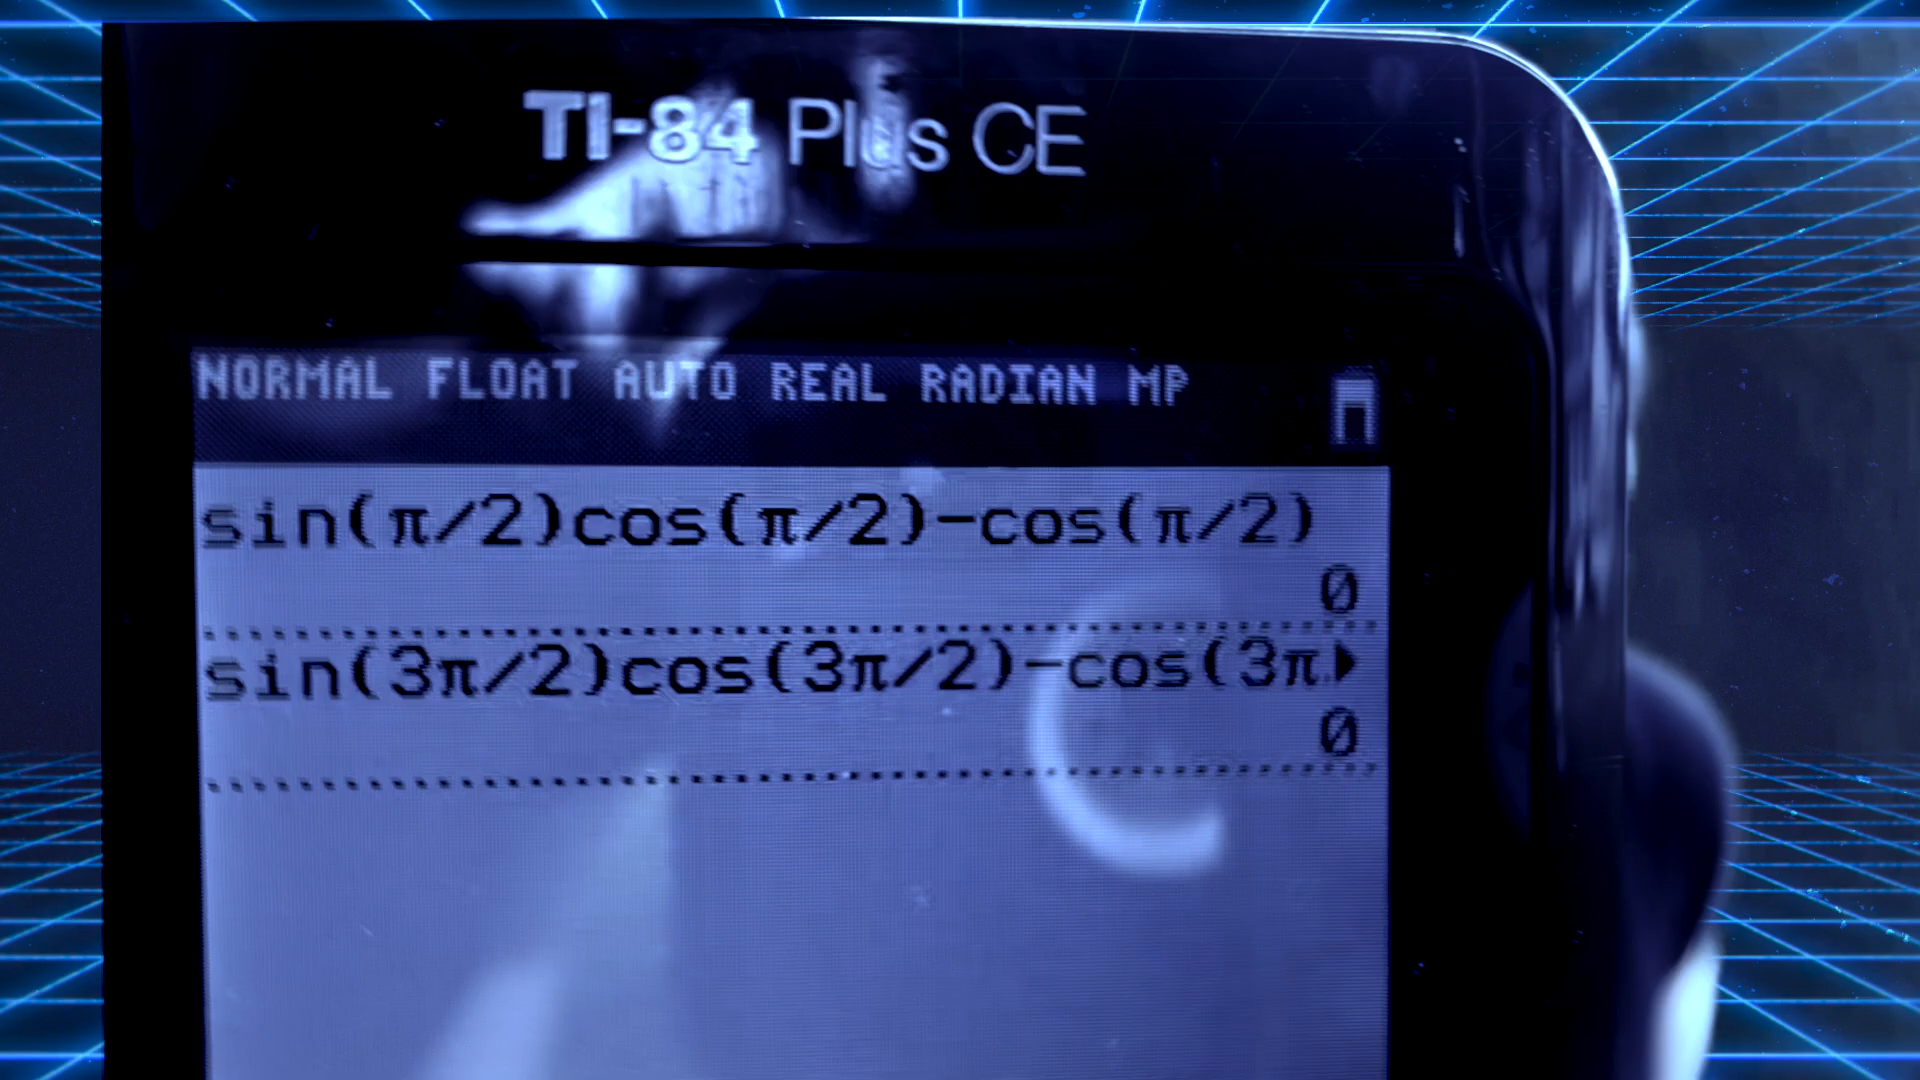 TI-84 Plus CE
NORMAL FLOAT AUTO REAL RADIAN MP
sin(π/2)cos(π/2)-cos(π/2)
0
sin(3π/2)cos(3π/2)-cos(3π
0